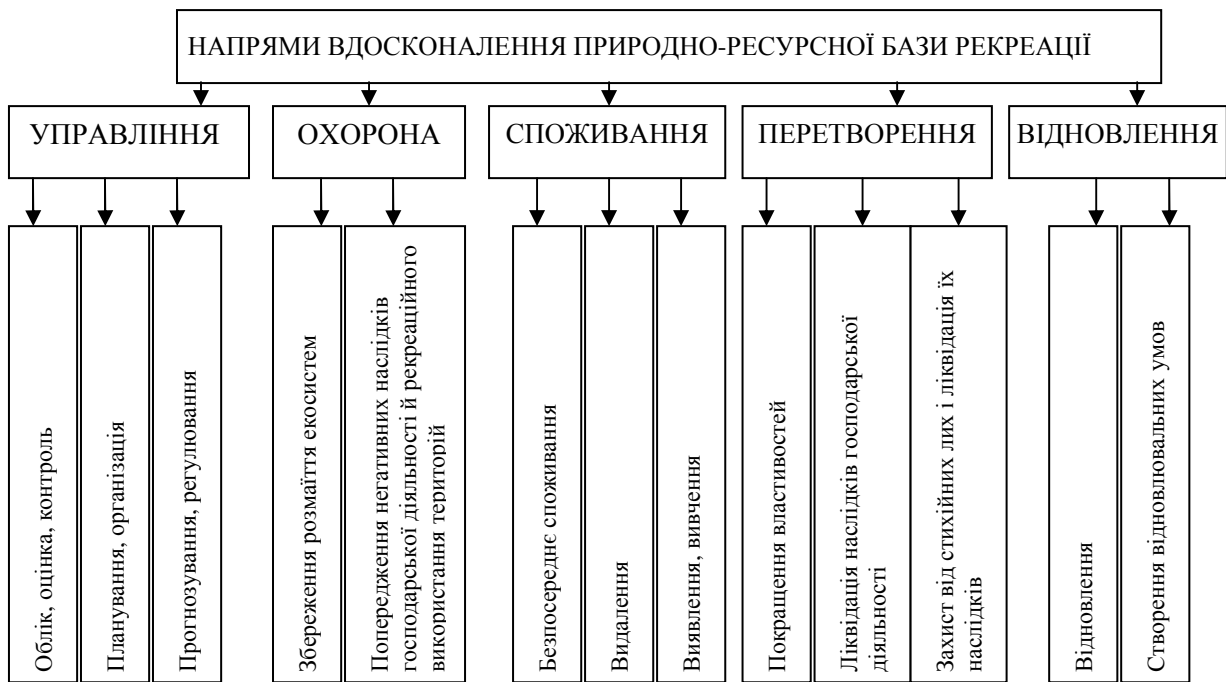 НАПРЯМИ ВДОСКОНАЛЕННЯ ПРИРОДНО-РЕСУРСНОЇ БАЗИ РЕКРЕАЦІЇ
УПРАВЛІННЯ
ОХОРОНА
СПОЖИВАННЯ
ПЕРЕТВОРЕННЯ
ВІДНОВЛЕННЯ
Облік, оцінка, контроль
Планування, організація
Прогнозування, регулювання
Збереження розмаїття екосистем
Попередження негативних наслідків
господарської діяльності й рекреаційного
використання територій
Безпосереднє споживання
Видалення
Виявлення, вивчення
Покращення властивостей
Ліквідація наслідків господарської
діяльності
Захист від стихійних лих і ліквідація їх
наслідків
Відновлення
Створення відновлювальних умов